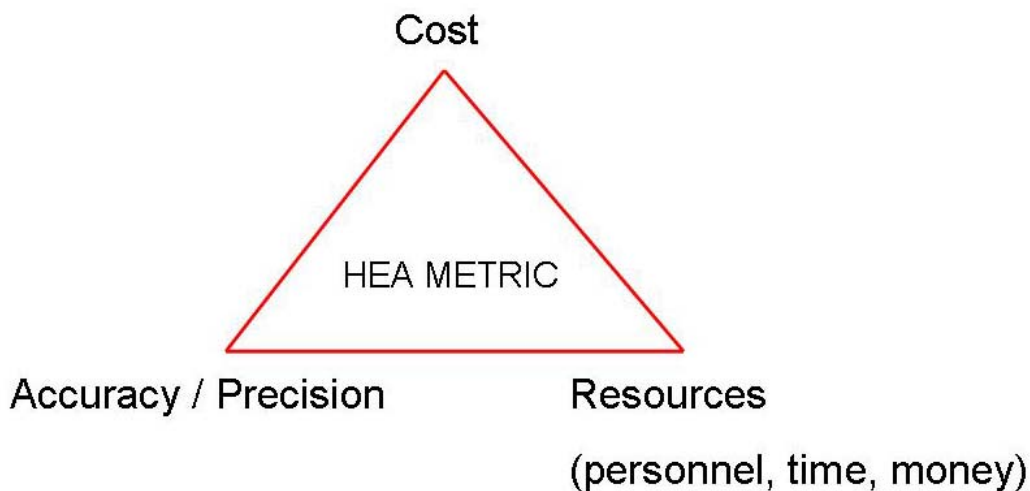 Cost
HEA METRIC
Accuracy / Precision
Resources
(personnel, time, money)